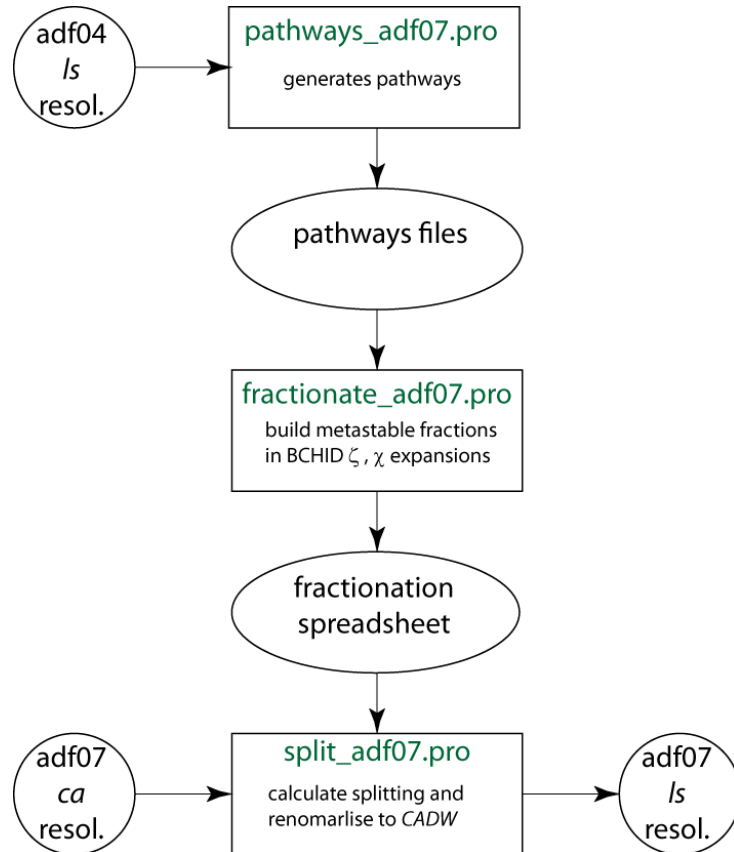 adf04
ls
resol.
pathways_adf07.pro
generates pathways
pathways files
fractionate_adf07.pro
build metastable fractions
in BCHID ζ , χ expansions
fractionation
spreadsheet
adf07
ca
resol.
split_adf07.pro
calculate splitting and
renomarlise to CADW
adf07
ls
resol.